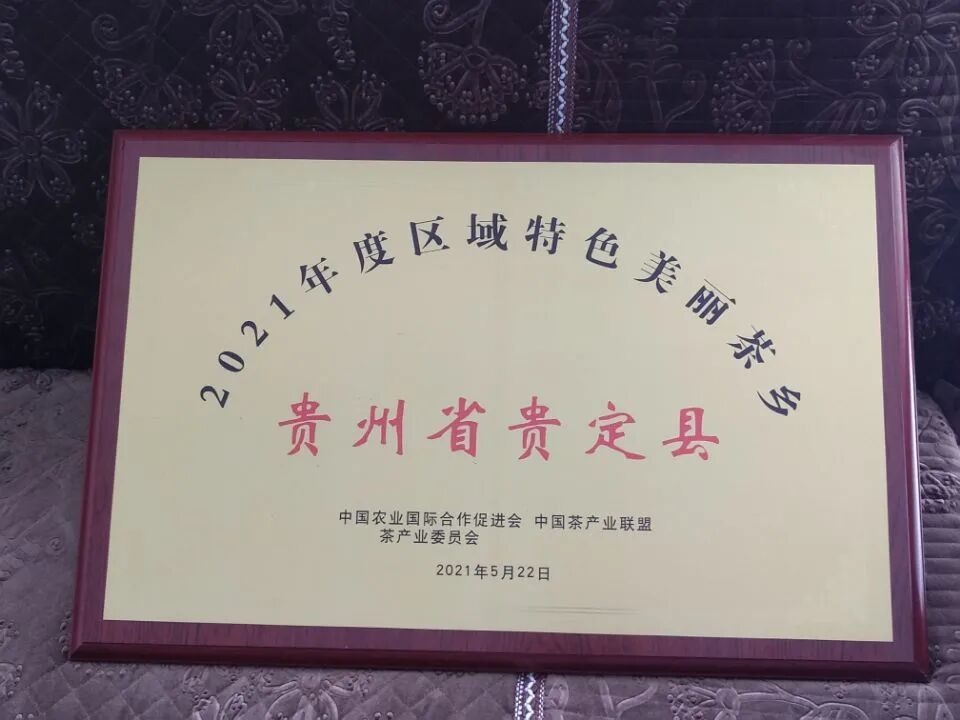 2021年度区域特色美丽茶乡
贵州省贵定县
中国农业国际合作促进会 中国茶产业联盟
茶产业委员会
2021年5月22日